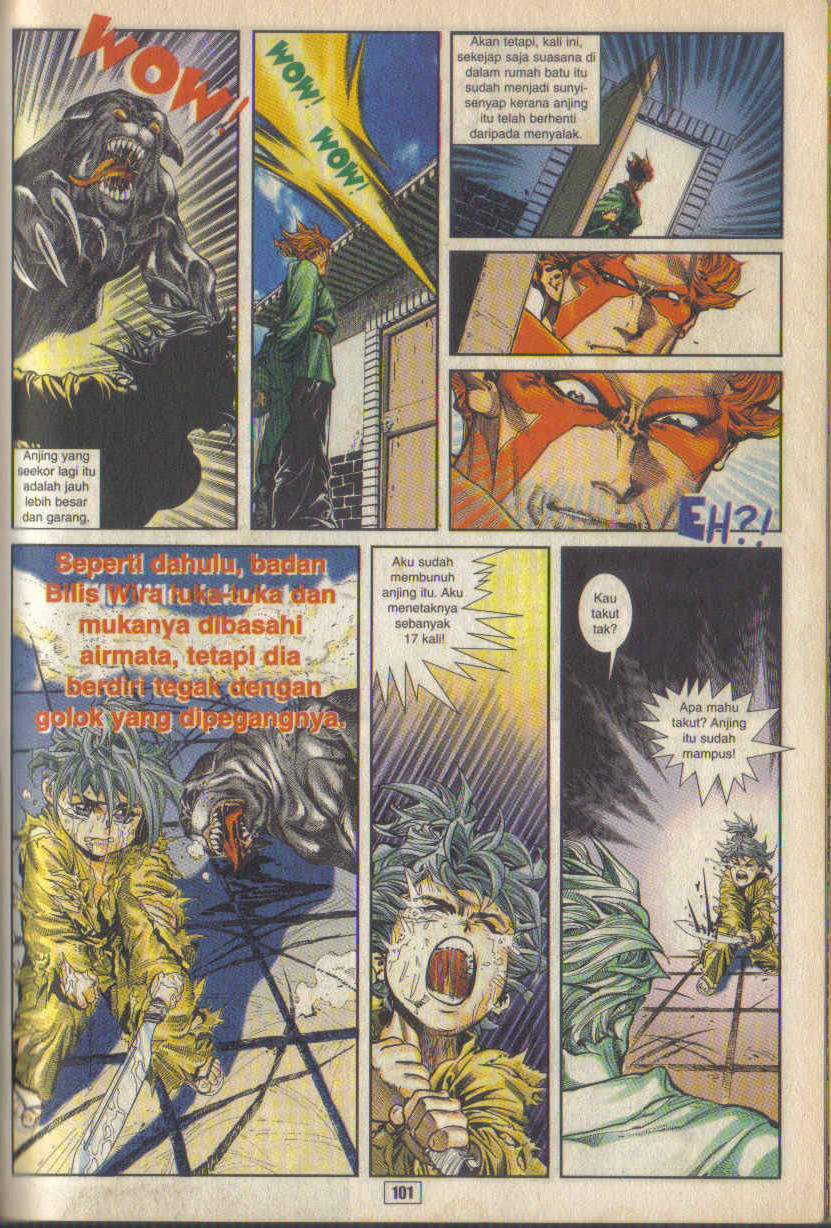 WOW!
Anjing yang
seekor lagi itu
adalah jauh
lebih besar
dan garang.
WOW!
WOW!
Akan tetapi, kali ini,
sekejap saja suasana di
dalam rumah batu itu
sudah menjadi sunyi-
senyap kerana anjing
itu telah berhenti
daripada menyalak.
EH?!
Seperti dahulu, badan
Bilis Wira luka-luka dan
mukanya dibasahi
airmata, tetapi dia
berdiri tegak dengan
golok yang dipegangnya.
Aku sudah
membunuh
anjing itu. Aku
menetaknya
sebanyak
17 kali!
Kau
takut
tak?
Apa mahu
takut? Anjing
itu sudah
mampus!
101